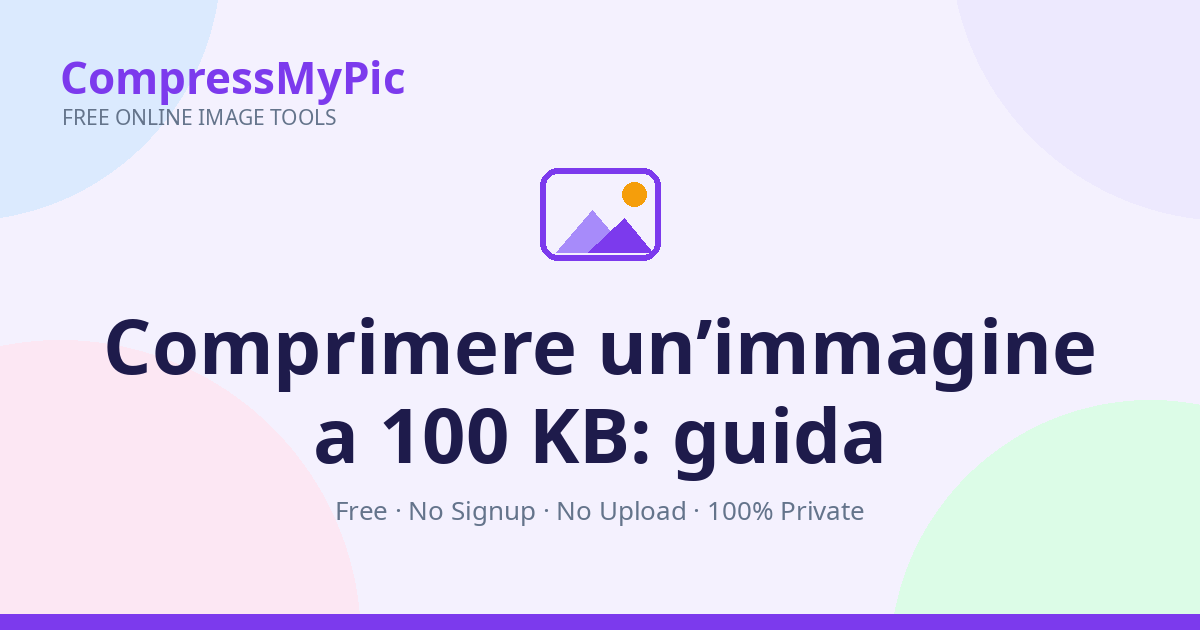 CompressMyPic
FREE ONLINE IMAGE TOOLS
Comprimere un’immagine
a 100 KB: guida
Free · No Signup · No Upload · 100% Private